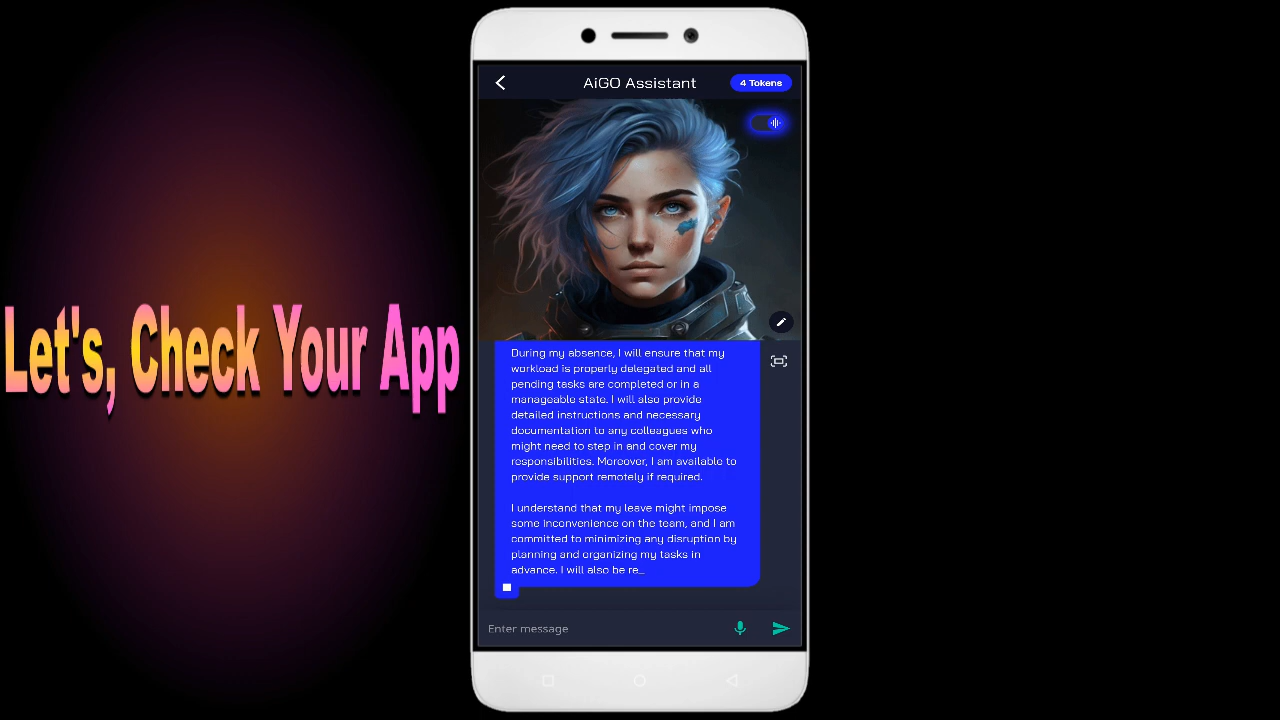 Let's, Check Your App
AiGO Assistant
4 Tokens
During my absence, I will ensure that my
workload is properly delegated and all
pending tasks are completed or in a
manageable state. I will also provide
detailed instructions and necessary
documentation to any colleagues who
might need to step in and cover my
responsibilities. Moreover, I am available to
provide support remotely if required.
I understand that my leave might impose
some inconvenience on the team, and I am
committed to minimizing any disruption by
planning and organizing my tasks in
advance. I will also be re_
Enter message